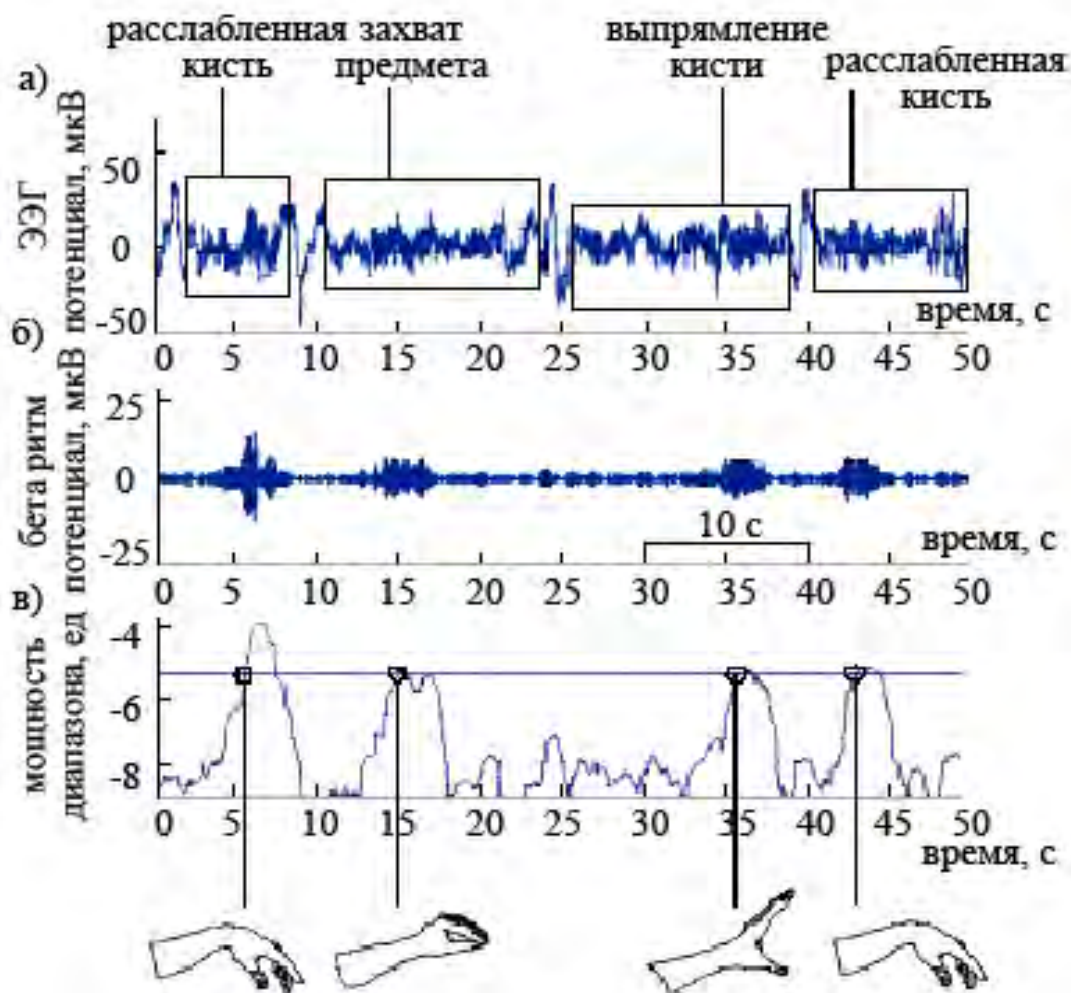 расслабленная захват
кисть предмета
выпрямление
кисти
расслабленная
кисть
а)
ЭЭГ
потенциал, мкВ
50
0
-50
время, с
0 5 10 15 20 25 30 35 40 45 50
б)
бета ритм
потенциал, мкВ
25
0
-25
10 с
время, с
0 5 10 15 20 25 30 35 40 45 50
в)
мощность
диапазона, ед
-4
-6
-8
0 5 10 15 20 25 30 35 40 45 50
время, с